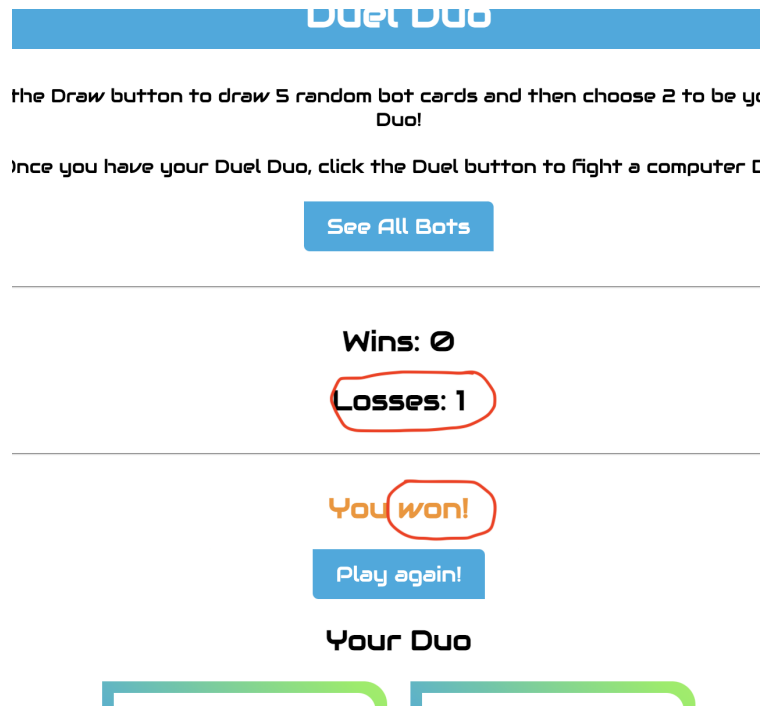 Duel Duo
the Draw button to draw 5 random bot cards and then choose 2 to be
Duo!
Once you have your Duel Duo, click the Duel button to fight a computer
See All Bots
Wins: 0
Losses: 1
You won!
Play again!
Your Duo